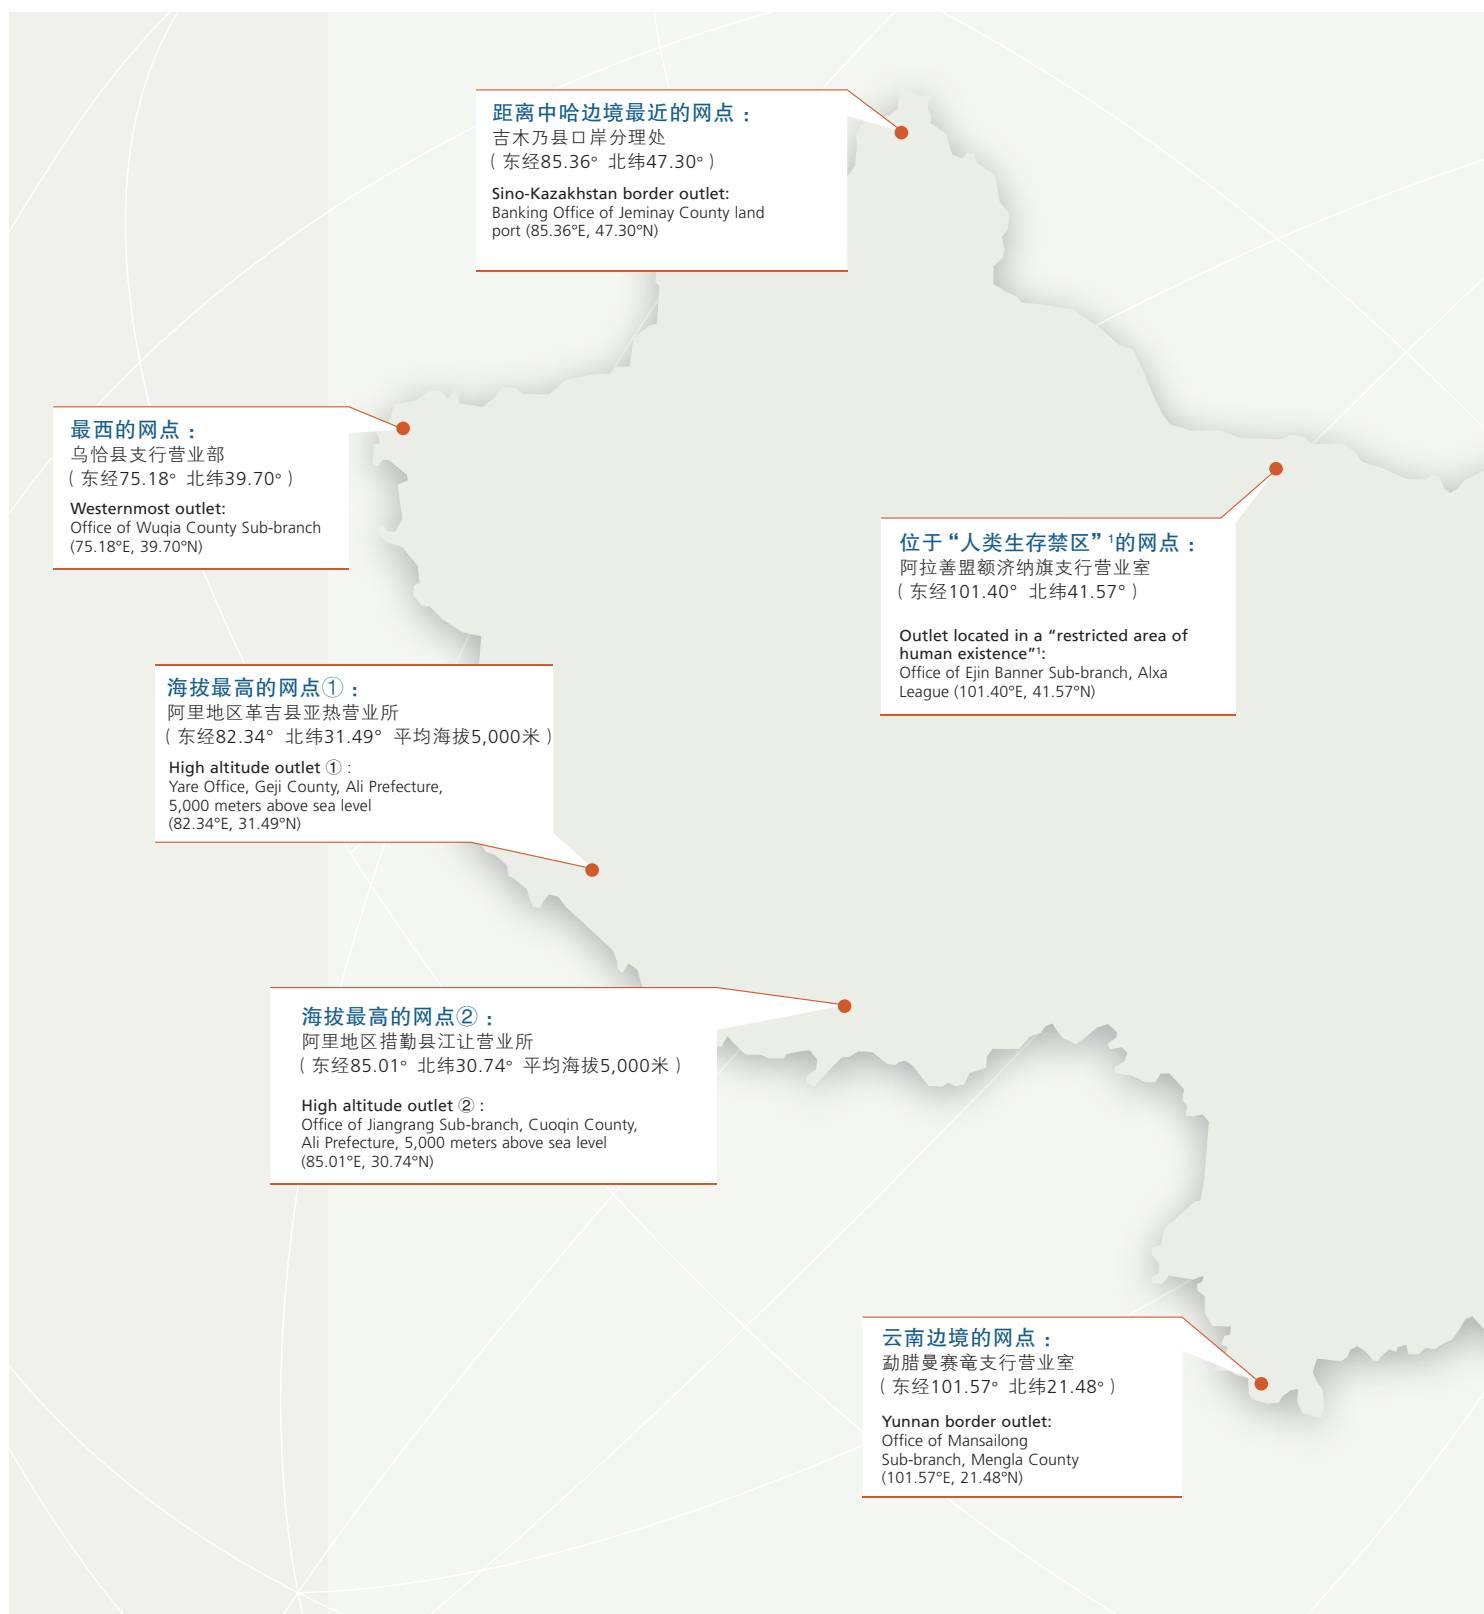 距离中哈边境最近的网点：
吉木乃县口岸分理处
（东经85.36° 北纬47.30°）
Sino-Kazakhstan border outlet:
Banking Office of Jeminay County land
port (85.36°E, 47.30°N)
最西的网点：
乌恰县支行营业部
（东经75.18° 北纬39.70°）
Westernmost outlet:
Office of Wuqia County Sub-branch
(75.18°E, 39.70°N)
位于“人类生存禁区”¹的网点：
阿拉善盟额济纳旗支行营业室
（东经101.40° 北纬41.57°）
Outlet located in a “restricted area of
human existence”¹:
Office of Ejin Banner Sub-branch, Alxa
League (101.40°E, 41.57°N)
海拔最高的网点①：
阿里地区革吉县亚热营业所
（东经82.34° 北纬31.49° 平均海拔5,000米）
High altitude outlet ①:
Yare Office, Geji County, Ali Prefecture,
5,000 meters above sea level
(82.34°E, 31.49°N)
海拔最高的网点②：
阿里地区措勤县江让营业所
（东经85.01° 北纬30.74° 平均海拔5,000米）
High altitude outlet ②:
Office of Jiangrang Sub-branch, Cuoqin County,
Ali Prefecture, 5,000 meters above sea level
(85.01°E, 30.74°N)
云南边境的网点：
勐腊曼赛竜支行营业室
（东经101.57° 北纬21.48°）
Yunnan border outlet:
Office of Mansailong
Sub-branch, Mengla County
(101.57°E, 21.48°N)